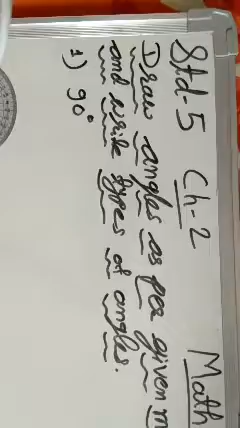 Math
Std-5 Ch-2
Draw angles as per given
and write types of angles.
1) 90°